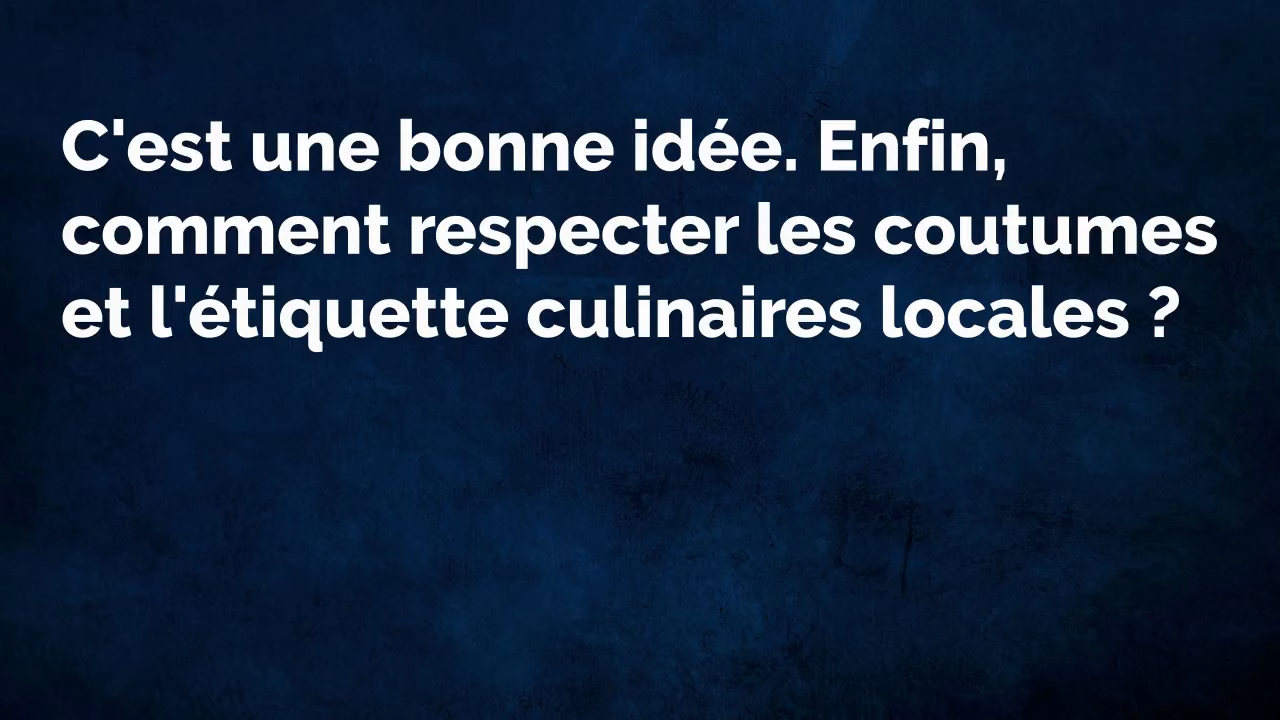 C'est une bonne idée. Enfin,
comment respecter les coutumes
et l'étiquette culinaires locales ?